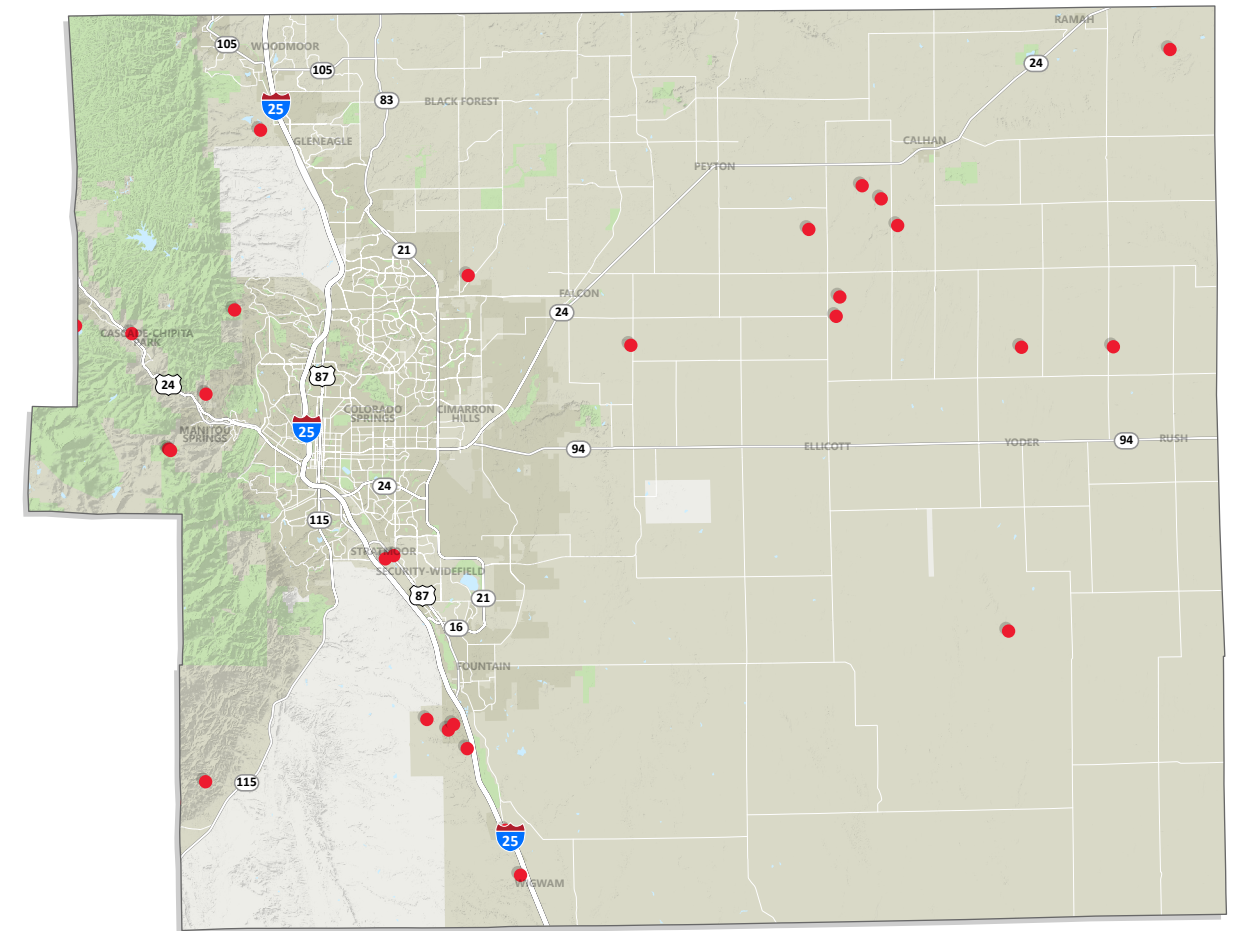 RAMAH
105
WOODMOOR
24
105
83
BLACK FOREST
25
GLENEAGLE
CALHAN
PEYTON
21
FALCON
24
CASCADE-CHIPITA
PARK
87
24
COLORADO
SPRINGS
CIMARRON
HILLS
25
MANITOU
SPRINGS
94
ELLICOTT
YODER
94
RUSH
24
115
STRATMOOR
SECURITY-WIDEFIELD
87
21
16
FOUNTAIN
115
25
WIGWAM